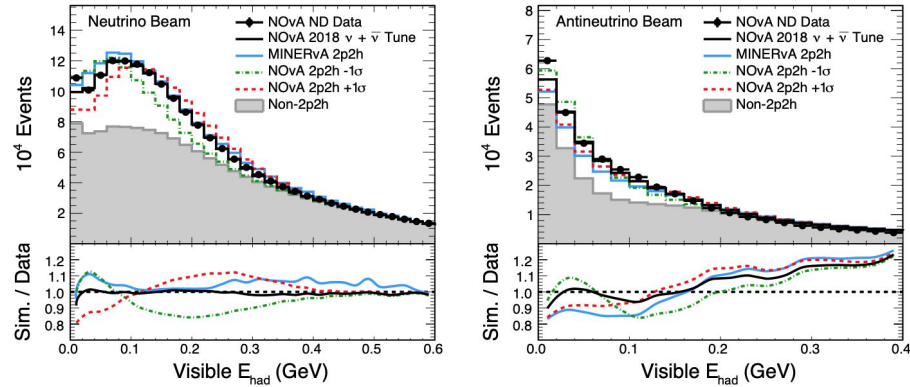 Neutrino Beam
NOvA ND Data
NOvA 2018 ν + ν̄ Tune
MINERνA 2p2h
NOvA 2p2h -1σ
NOvA 2p2h +1σ
Non-2p2h
10⁴ Events
14
12
10
8
6
4
2
Sim. / Data
1.2
1.1
1.0
0.9
0.8
0.0 0.1 0.2 0.3 0.4 0.5 0.6
Visible E_had (GeV)
Antineutrino Beam
NOvA ND Data
NOvA 2018 ν + ν̄ Tune
MINERνA 2p2h
NOvA 2p2h -1σ
NOvA 2p2h +1σ
Non-2p2h
10⁴ Events
8
7
6
5
4
3
2
1
Sim. / Data
1.2
1.1
1.0
0.9
0.8
0.0 0.1 0.2 0.3 0.4
Visible E_had (GeV)